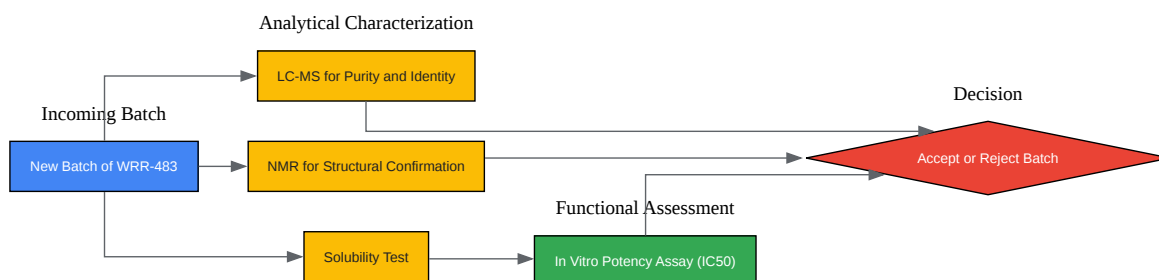 Analytical Characterization
LC-MS for Purity and Identity
Incoming Batch
Decision
New Batch of WRR-483
NMR for Structural Confirmation
Accept or Reject Batch
Functional Assessment
Solubility Test
In Vitro Potency Assay (IC50)